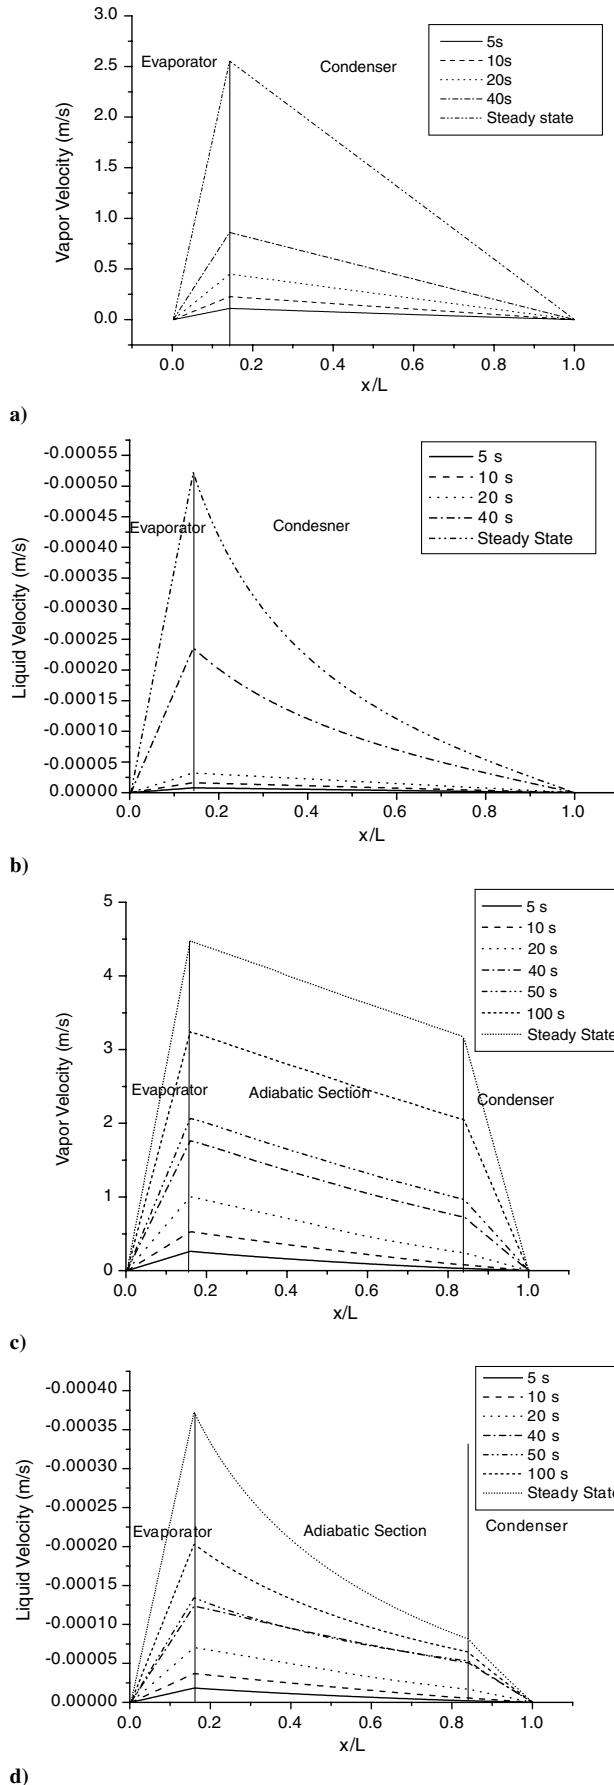 3.0
2.5
2.0
1.5
1.0
0.5
0.0
Vapor Velocity (m/s)
Evaporator
Condenser
5s
10s
20s
40s
Steady state
0.0 0.2 0.4 0.6 0.8 1.0
x/L
a)
-0.00055
-0.00050
-0.00045
-0.00040
-0.00035
-0.00030
-0.00025
-0.00020
-0.00015
-0.00010
-0.00005
0.00000
Liquid Velocity (m/s)
Evaporator
Condesner
5 s
10 s
20 s
40 s
Steady State
0.0 0.2 0.4 0.6 0.8 1.0
x/L
b)
5
4
3
2
1
0
Vapor Velocity (m/s)
Evaporator
Adiabatic Section
Condenser
5 s
10 s
20 s
40 s
50 s
100 s
Steady State
0.0 0.2 0.4 0.6 0.8 1.0
x/L
c)
-0.00040
-0.00035
-0.00030
-0.00025
-0.00020
-0.00015
-0.00010
-0.00005
0.00000
Liquid Velocity (m/s)
Evaporator
Adiabatic Section
Condenser
5 s
10 s
20 s
40 s
50 s
100 s
Steady State
0.0 0.2 0.4 0.6 0.8 1.0
x/L
d)